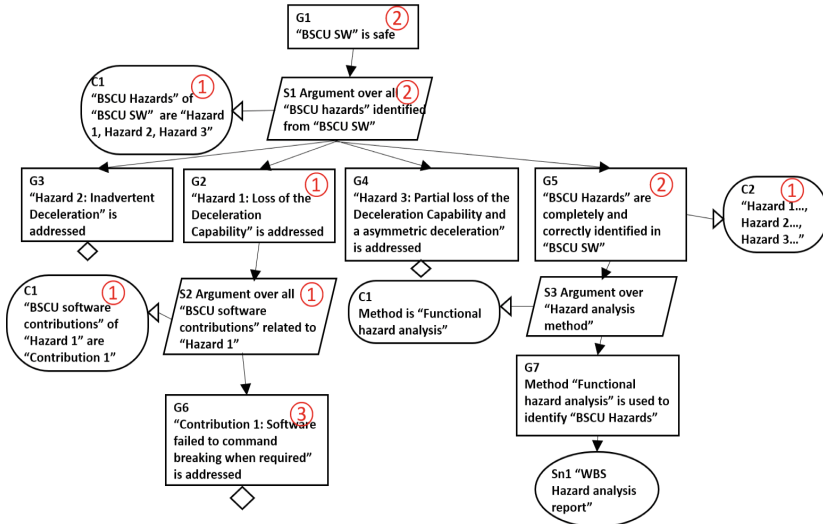 G1
"BSCU SW" is safe
2
C1
"BSCU Hazards" of
"BSCU SW" are "Hazard
1, Hazard 2, Hazard 3"
1
S1 Argument over all
"BSCU hazards" identified
from "BSCU SW"
2
G3
"Hazard 2: Inadvertent
Deceleration" is
addressed
G2
"Hazard 1: Loss of the
Deceleration
Capability" is addressed
1
G4
"Hazard 3: Partial loss of the
Deceleration Capability and
a asymmetric deceleration"
is addressed
G5
"BSCU Hazards" are
completely and
correctly identified in
"BSCU SW"
2
C2
"Hazard 1...,
Hazard 2...,
Hazard 3..."
1
C1
"BSCU software
contributions" of
"Hazard 1" are
"Contribution 1"
1
S2 Argument over all
"BSCU software
contributions" related to
"Hazard 1"
1
C1
Method is "Functional
hazard analysis"
S3 Argument over
"Hazard analysis
method"
G6
"Contribution 1: Software
failed to command
breaking when required"
is addressed
3
G7
Method "Functional
hazard analysis" is used to
identify "BSCU Hazards"
Sn1 "WBS
Hazard analysis
report"